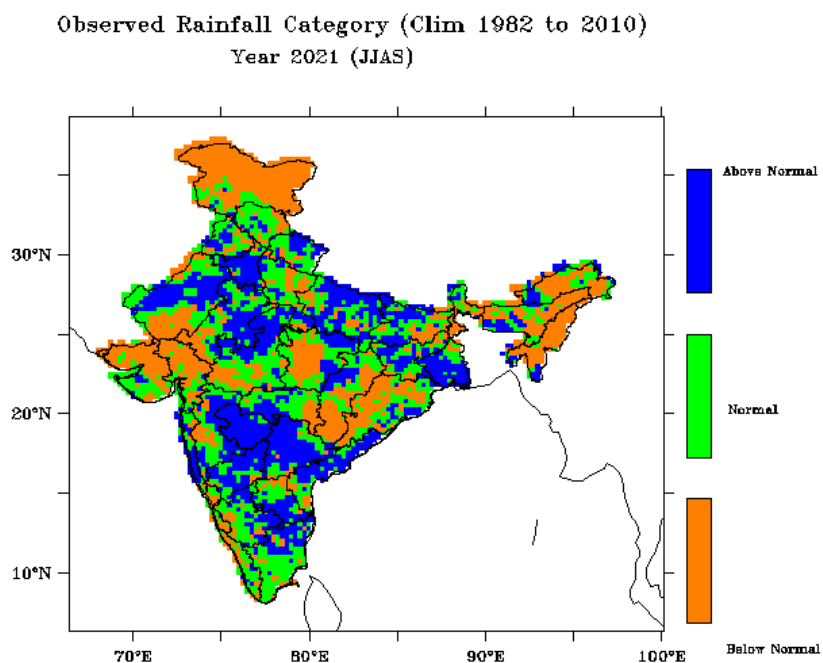 Observed Rainfall Category (Clim 1982 to 2010)
Year 2021 (JJAS)
Above Normal
30°N
Normal
20°N
10°N
Below Normal
70°E 80°E 90°E 100°E